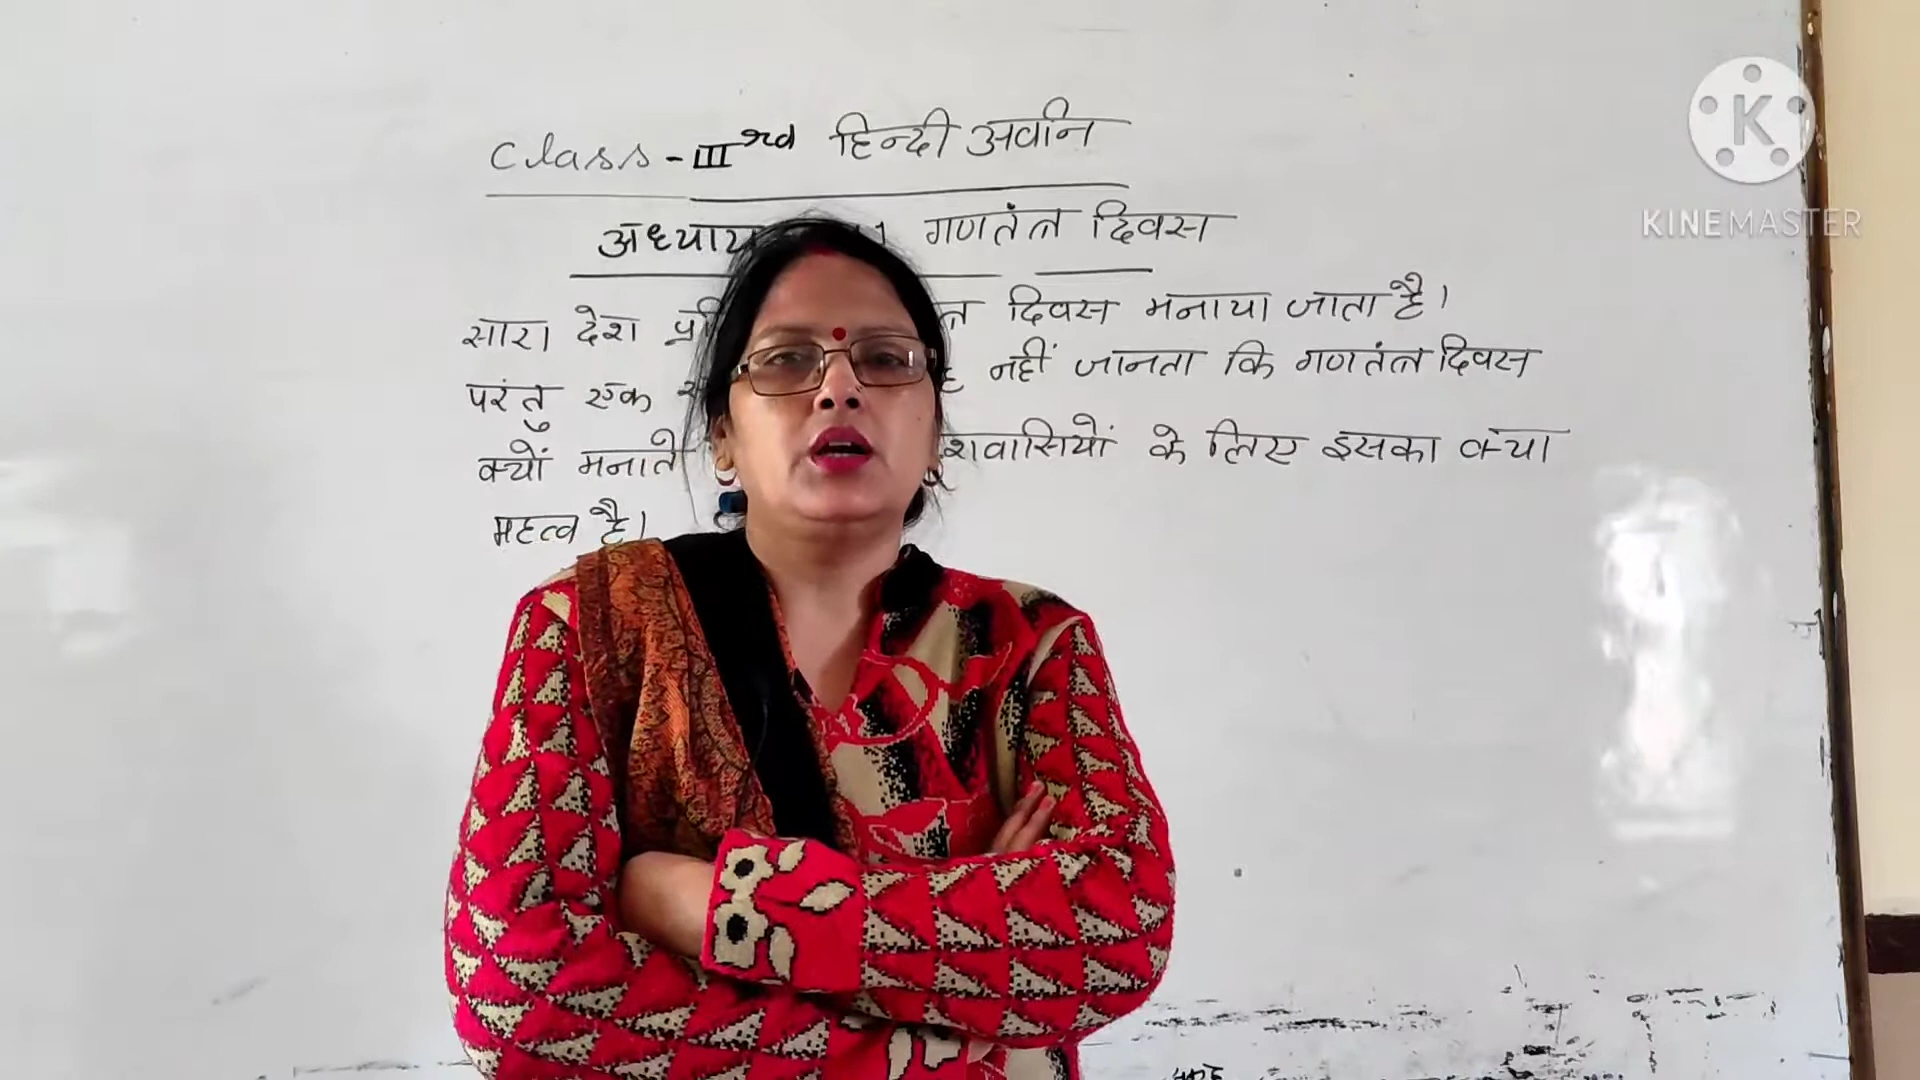 Class - III rd हिन्दी अवनि
अध्याय 1 गणतंत्र दिवस
सारा देश दिवस मनाया जाता है।
परंतु एक नहीं जानता कि गणतंत्र दिवस
क्यों मनाते के लिए इसका क्या
महत्व है।
K
KINEMASTER